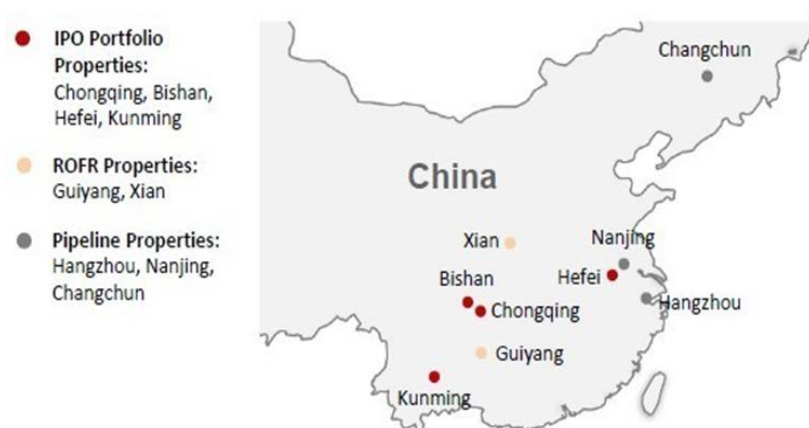 IPO Portfolio
Properties:
Chongqing, Bishan,
Hefei, Kunming
ROFR Properties:
Guiyang, Xian
Pipeline Properties:
Hangzhou, Nanjing,
Changchun
Changchun
China
Xian
Nanjing
Bishan
Hefei
Chongqing
Hangzhou
Guiyang
Kunming